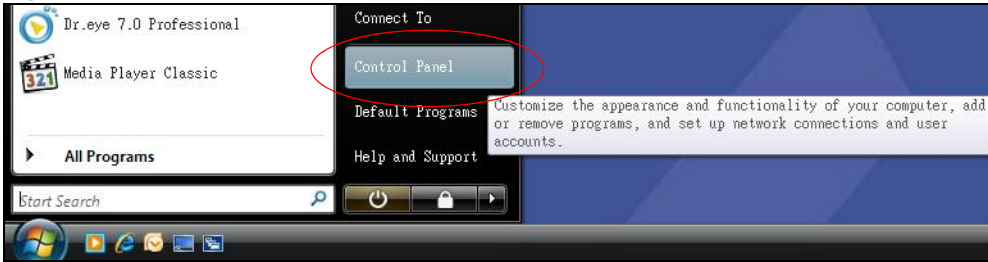 Dr.eye 7.0 Professional
321
Media Player Classic
All Programs
Start Search
Connect To
Control Panel
Default Programs
Help and Support
Customize the appearance and functionality of your computer, add
or remove programs, and set up network connections and user
accounts.